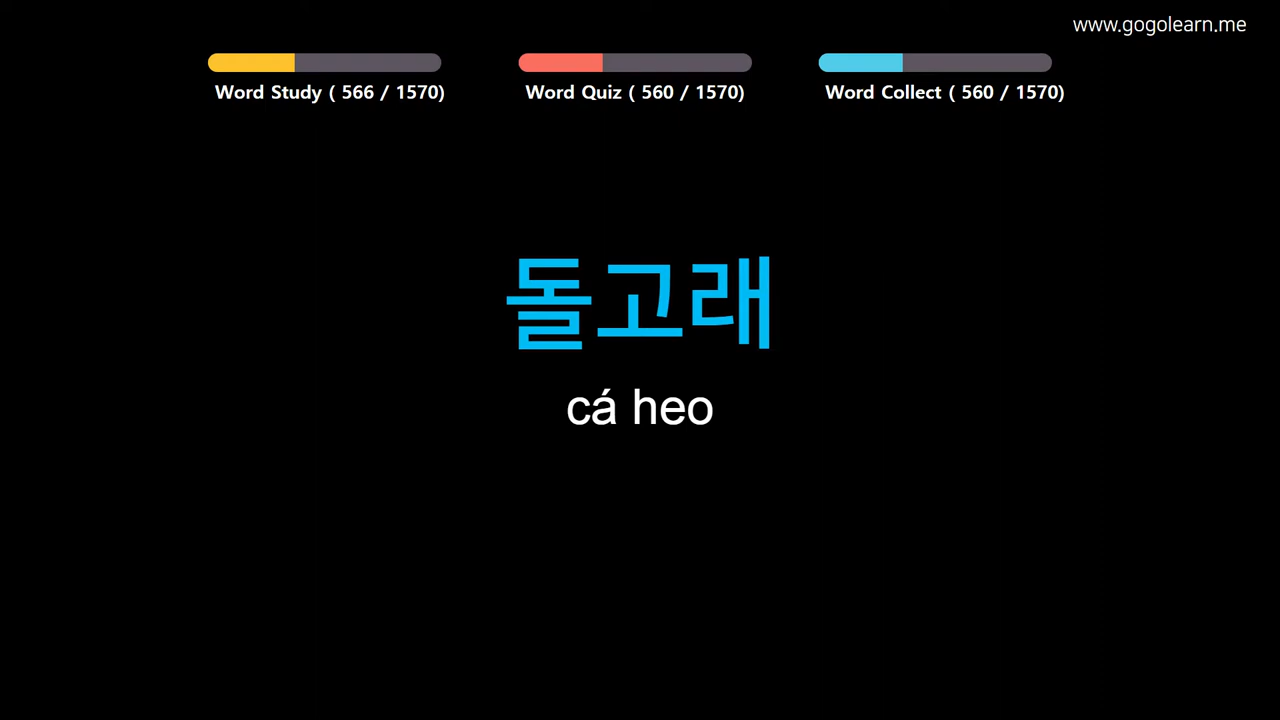 www.gogolearn.me
Word Study ( 566 / 1570)
Word Quiz ( 560 / 1570)
Word Collect ( 560 / 1570)
돌고래
cá heo